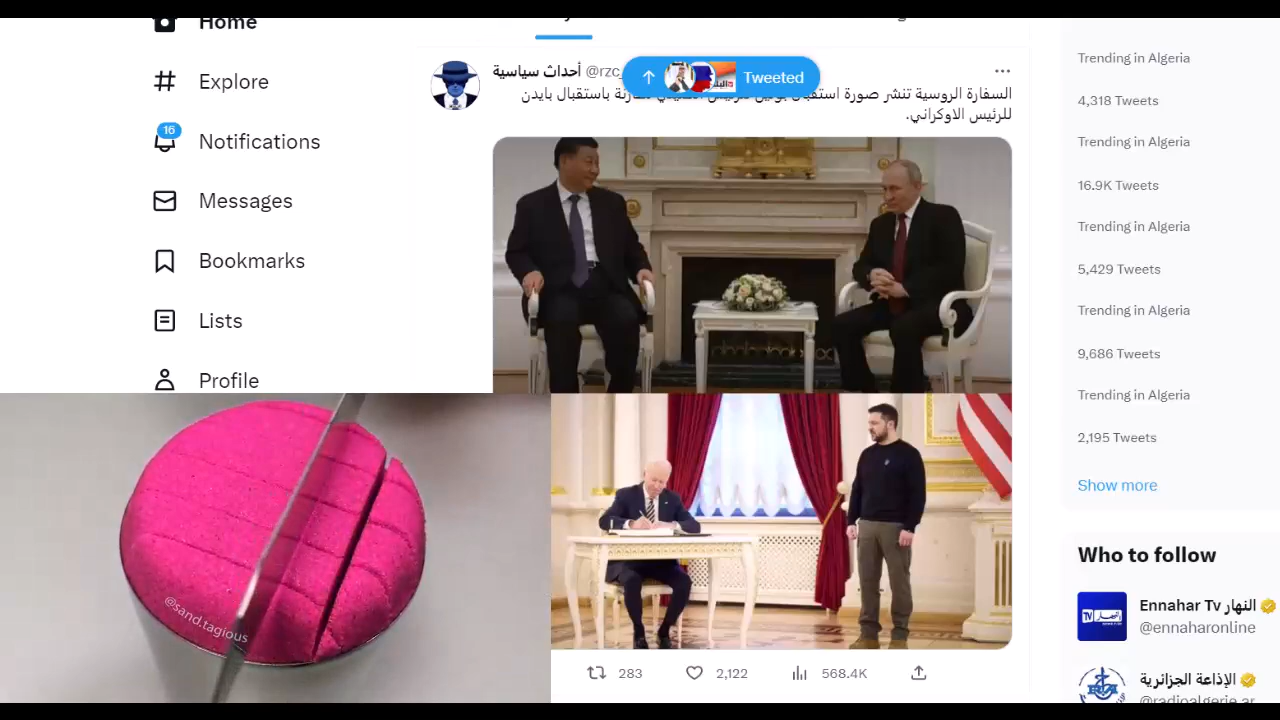 Home
Explore
16
Notifications
Messages
Bookmarks
Lists
Profile
أحداث سياسية @rzc
Tweeted
السفارة الروسية تنشر صورة باستقبال بايدن
للرئيس الاوكراني.
@sand.tagious
283
2,122
568.4K
Trending in Algeria
4,318 Tweets
Trending in Algeria
16.9K Tweets
Trending in Algeria
5,429 Tweets
Trending in Algeria
9,686 Tweets
Trending in Algeria
2,195 Tweets
Show more
Who to follow
Ennahar Tv النهار
@ennaharonline
الإذاعة الجزائرية
@radioalgerie_ar